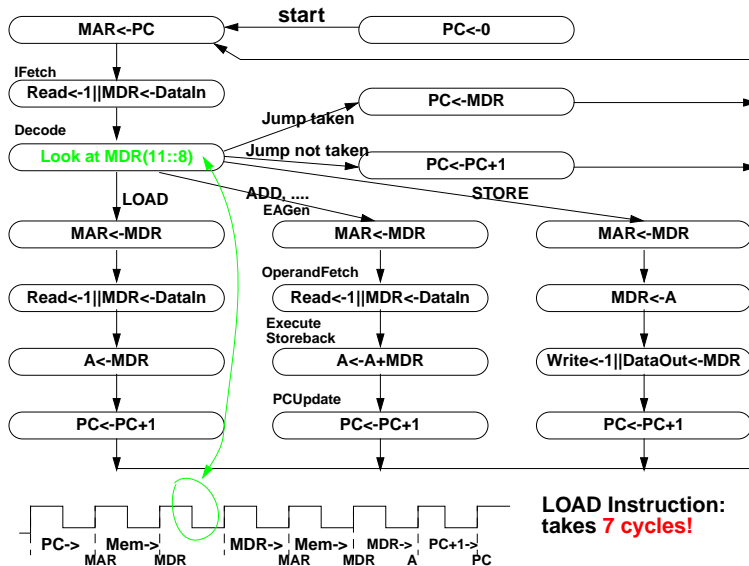 start
MAR<-PC
PC<-0
IFetch
Read<-1||MDR<-DataIn
PC<-MDR
Jump taken
Decode
Look at MDR(11::8)
Jump not taken
PC<-PC+1
LOAD
ADD, ....
STORE
EAGen
MAR<-MDR
MAR<-MDR
MAR<-MDR
OperandFetch
Read<-1||MDR<-DataIn
Read<-1||MDR<-DataIn
MDR<-A
Execute
Storeback
A<-MDR
A<-A+MDR
Write<-1||DataOut<-MDR
PCUpdate
PC<-PC+1
PC<-PC+1
PC<-PC+1
LOAD Instruction:
takes 7 cycles!
PC-> Mem-> MDR-> Mem-> MDR-> PC+1->
MAR MDR MAR MDR A PC